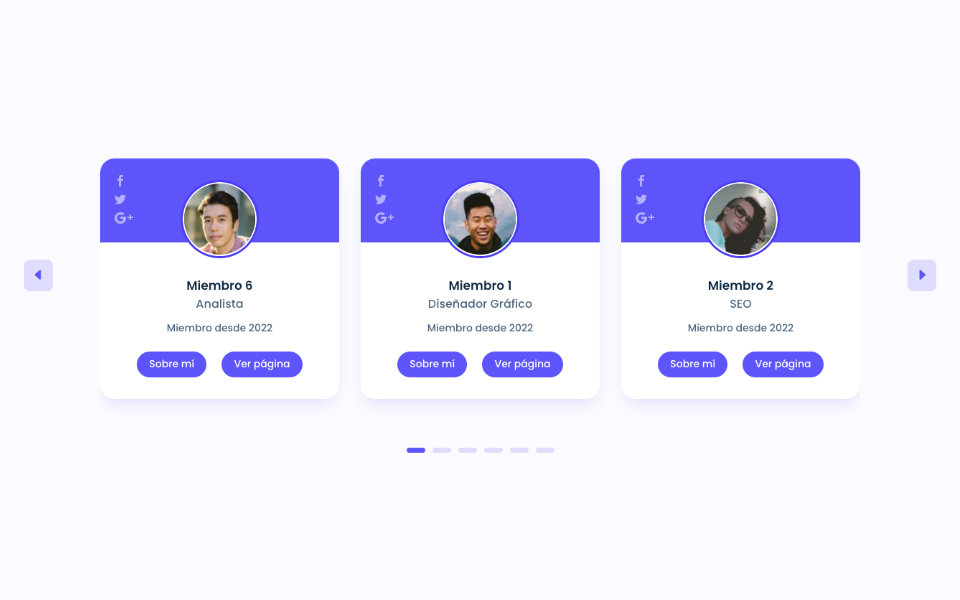 Miembro 6
Analista
Miembro desde 2022
Sobre mí
Ver página
Miembro 1
Diseñador Gráfico
Miembro desde 2022
Sobre mí
Ver página
Miembro 2
SEO
Miembro desde 2022
Sobre mí
Ver página